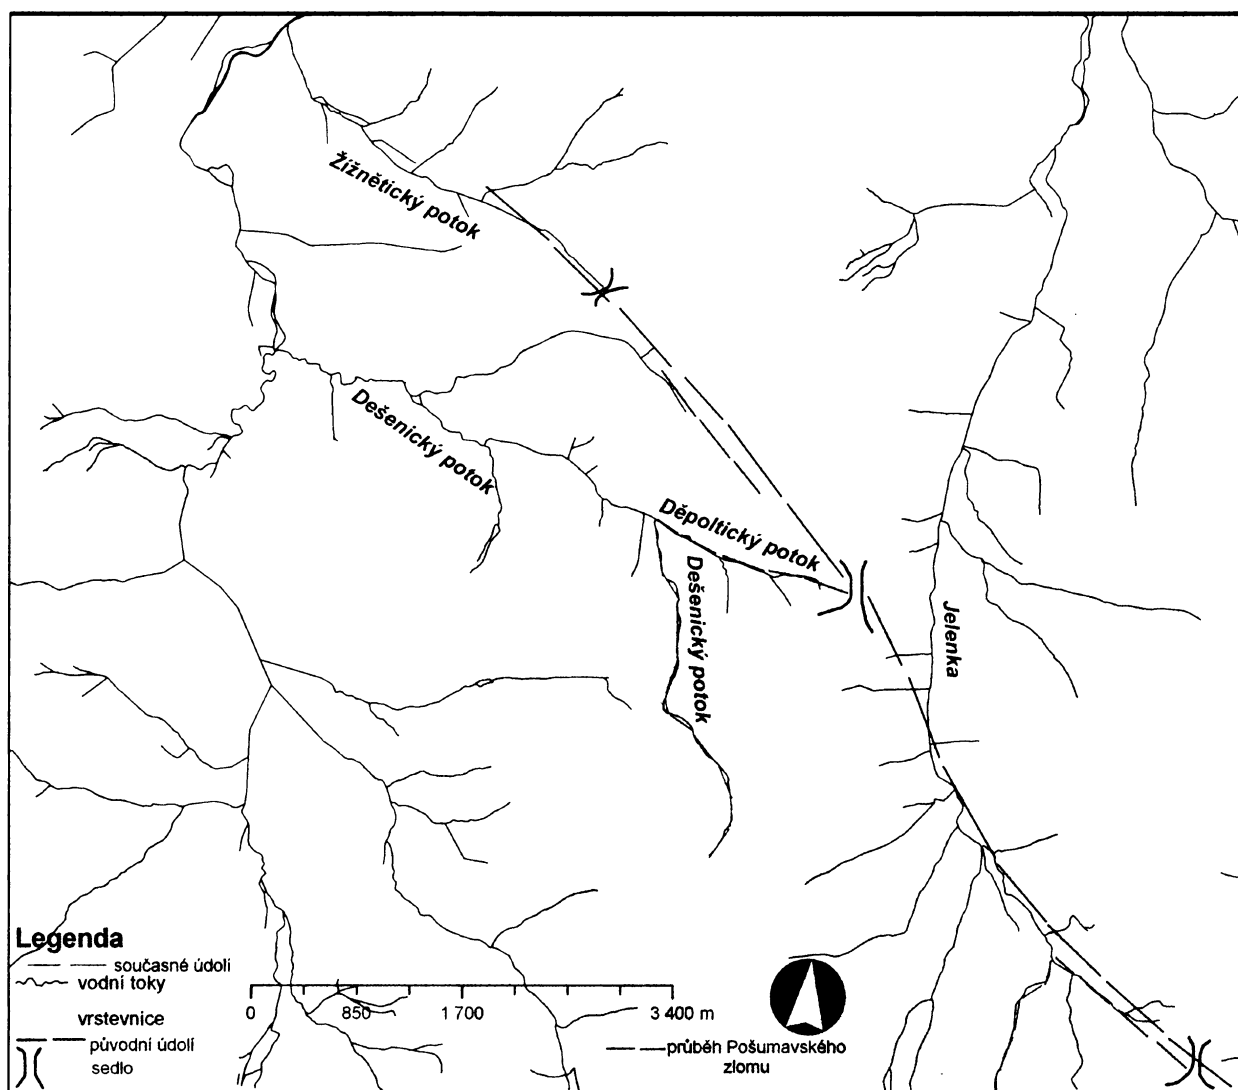 Žížnětický potok
Dešenický potok
Děpoltický potok
Dešenický potok
Jelenka
Legenda
současné údolí
vodní toky
vrstevnice
původní údolí
sedlo
0 850 1 700 3 400 m
průběh Pošumavského
zlomu